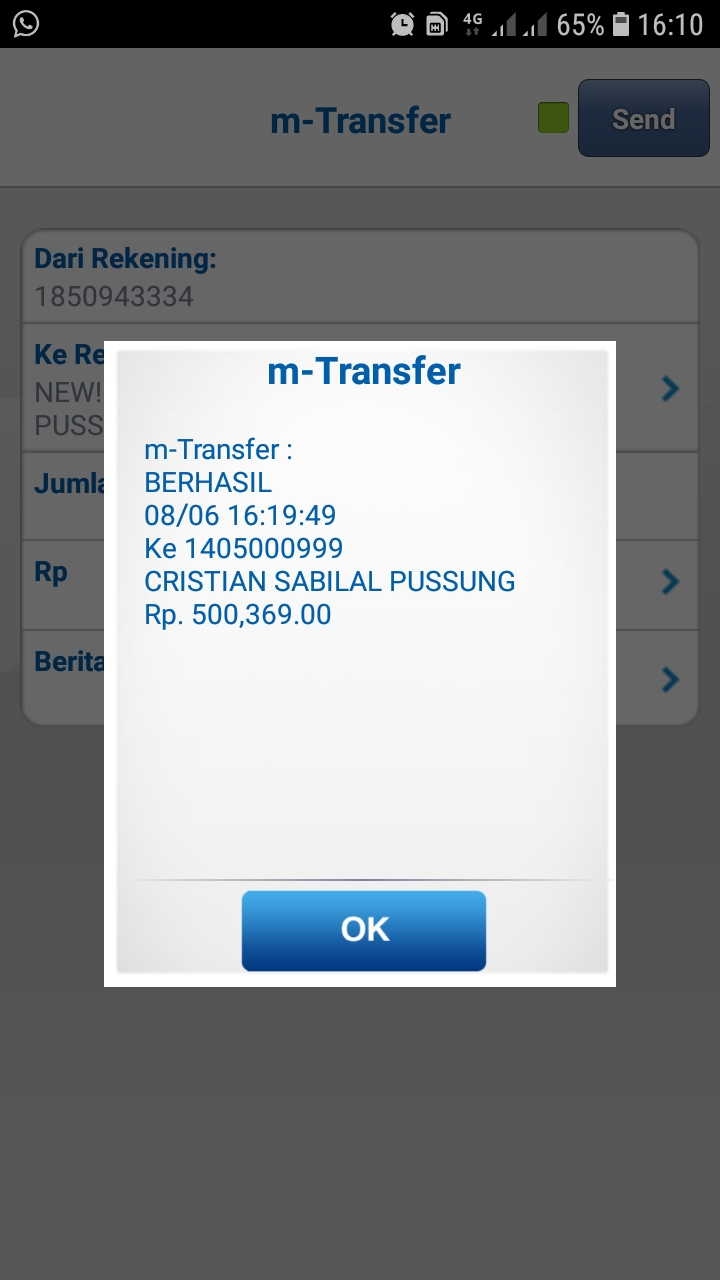 4G 65% 16:10
m-Transfer
Send
Dari Rekening:
1850943334
Ke Re
NEW!
PUSS
Jumla
Rp
Berita
m-Transfer
m-Transfer :
BERHASIL
08/06 16:19:49
Ke 1405000999
CRISTIAN SABILAL PUSSUNG
Rp. 500,369.00
OK